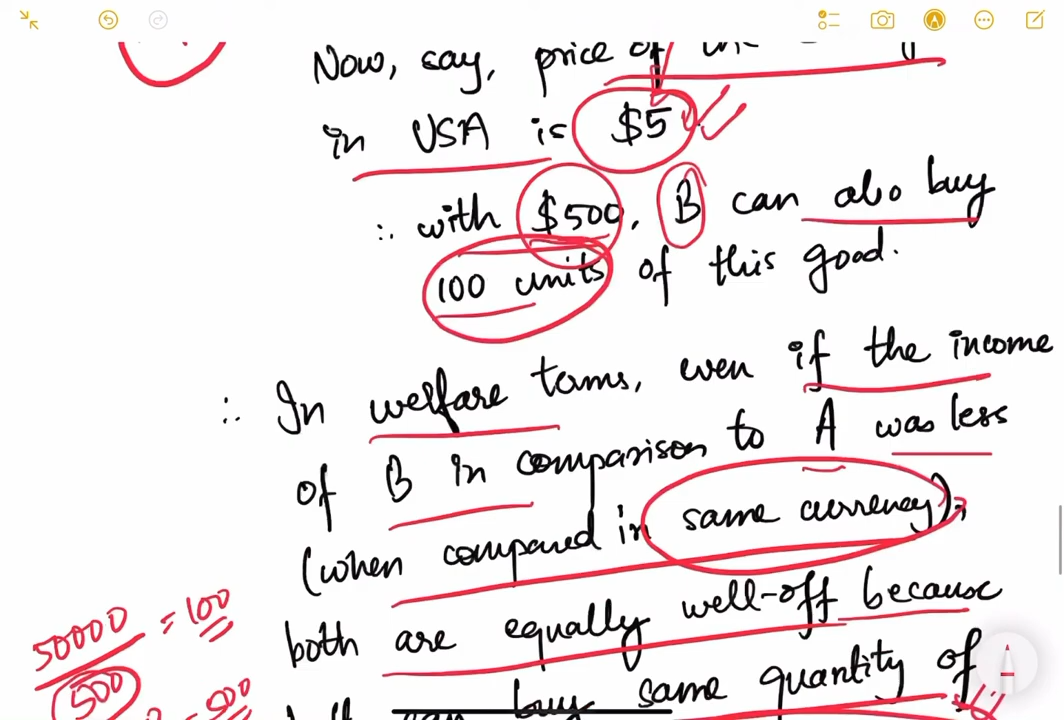 Now, say, price of the
in USA is $5
∴ with $500, B can also buy
100 units of this good.
∴ In welfare terms, even if the income
of B in comparison to A was less
(when compared in same currency),
both are equally well-off because
buy same quantity of
50000 = 100
500